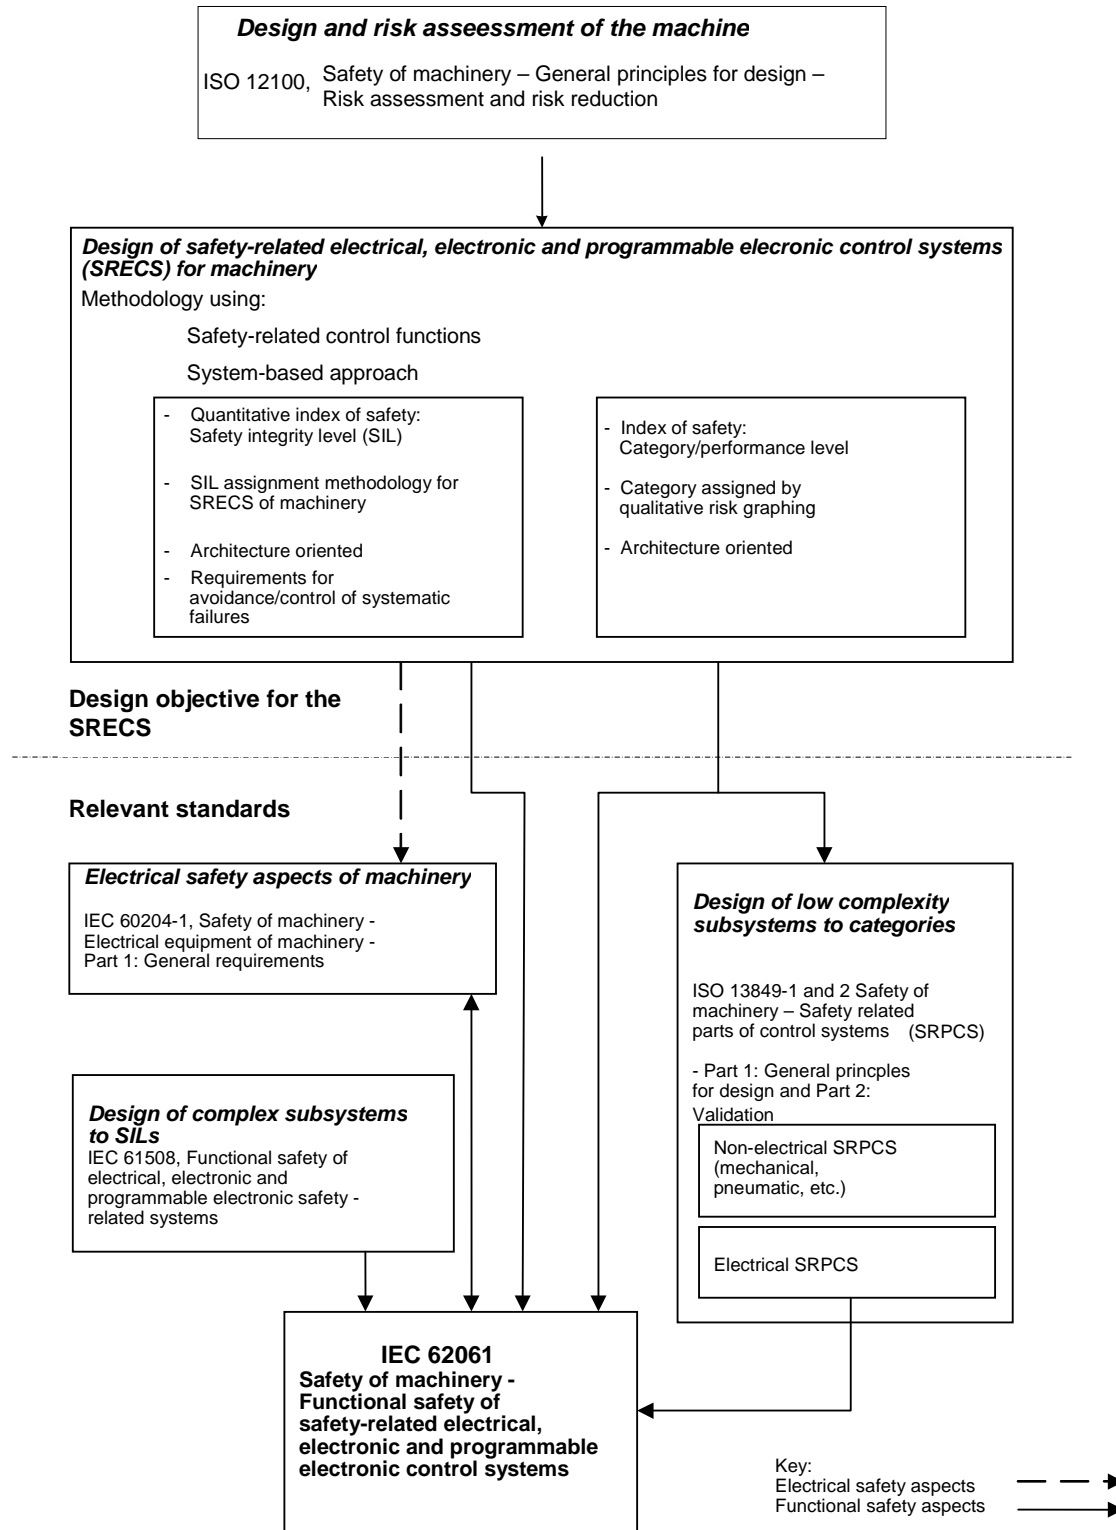 Design and risk asseessment of the machine
ISO 12100,
Safety of machinery – General principles for design –
Risk assessment and risk reduction
Design of safety-related electrical, electronic and programmable elecronic control systems
(SRECS) for machinery
Methodology using:
Safety-related control functions
System-based approach
- Quantitative index of safety:
Safety integrity level (SIL)
- SIL assignment methodology for
SRECS of machinery
- Architecture oriented
- Requirements for
avoidance/control of systematic
failures
- Index of safety:
Category/performance level
- Category assigned by
qualitative risk graphing
- Architecture oriented
Design objective for the
SRECS
Relevant standards
Electrical safety aspects of machinery
IEC 60204-1, Safety of machinery -
Electrical equipment of machinery -
Part 1: General requirements
Design of low complexity
subsystems to categories
ISO 13849-1 and 2 Safety of
machinery – Safety related
parts of control systems (SRPCS)
- Part 1: General princples
for design and Part 2:
Validation
Non-electrical SRPCS
(mechanical,
pneumatic, etc.)
Electrical SRPCS
Design of complex subsystems
to SILs
IEC 61508, Functional safety of
electrical, electronic and
programmable electronic safety -
related systems
IEC 62061
Safety of machinery -
Functional safety of
safety-related electrical,
electronic and programmable
electronic control systems
Key:
Electrical safety aspects
Functional safety aspects